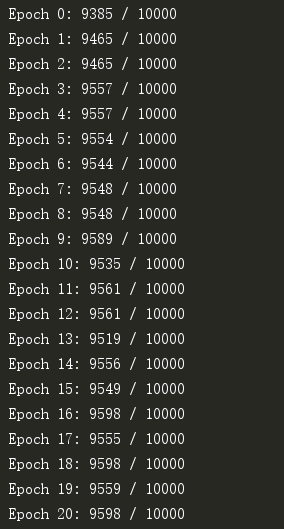 Epoch 0: 9385 / 10000
Epoch 1: 9465 / 10000
Epoch 2: 9465 / 10000
Epoch 3: 9557 / 10000
Epoch 4: 9557 / 10000
Epoch 5: 9554 / 10000
Epoch 6: 9544 / 10000
Epoch 7: 9548 / 10000
Epoch 8: 9548 / 10000
Epoch 9: 9589 / 10000
Epoch 10: 9535 / 10000
Epoch 11: 9561 / 10000
Epoch 12: 9561 / 10000
Epoch 13: 9519 / 10000
Epoch 14: 9556 / 10000
Epoch 15: 9549 / 10000
Epoch 16: 9598 / 10000
Epoch 17: 9555 / 10000
Epoch 18: 9598 / 10000
Epoch 19: 9559 / 10000
Epoch 20: 9598 / 10000